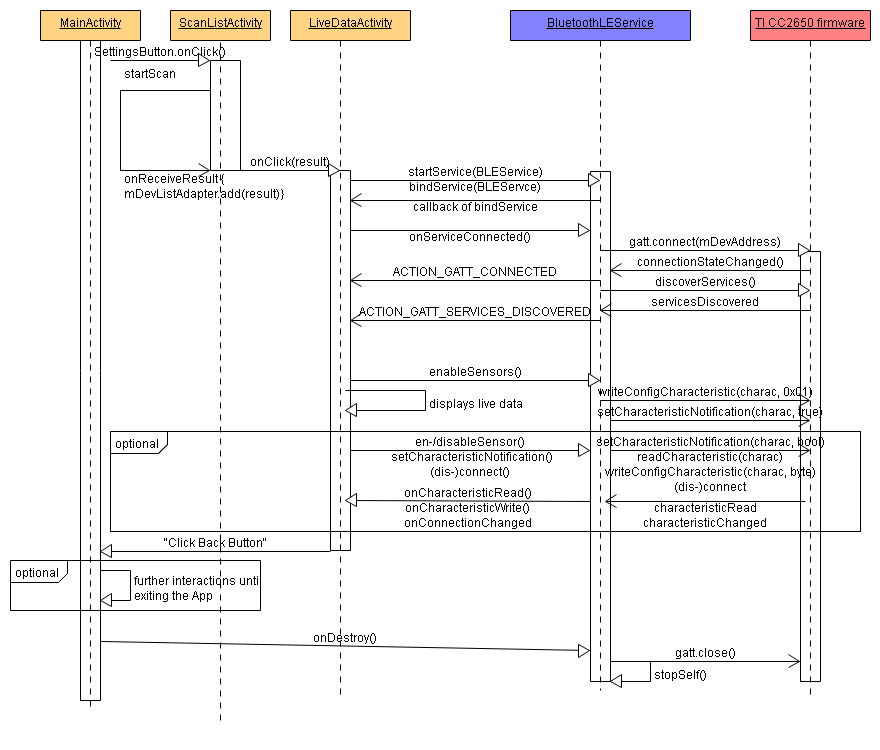 MainActivity
ScanListActivity
LiveDataActivity
BluetoothLEService
TI CC2650 firmware
SettingsButton.onClick()
startScan
onClick(result)
onReceiveResult{
mDevListAdapter.add(result)}
startService(BLEService)
bindService(BLEServce)
callback of bindService
onServiceConnected()
gatt.connect(mDevAddress)
connectionStateChanged()
ACTION_GATT_CONNECTED
discoverServices()
servicesDiscovered
ACTION_GATT_SERVICES_DISCOVERED
enableSensors()
writeConfigCharacteristic(charac, 0x01)
displays live data
setCharacteristicNotification(charac, true)
optional
en-/disableSensor()
setCharacteristicNotification()
(dis-)connect()
setCharacteristicNotification(charac, bool)
readCharacteristic(charac)
writeConfigCharacteristic(charac, byte)
(dis-)connect
onCharacteristicRead()
onCharacteristicWrite()
onConnectionChanged
characteristicRead
characteristicChanged
"Click Back Button"
optional
further interactions unti
exiting the App
onDestroy()
gatt.close()
stopSelf()